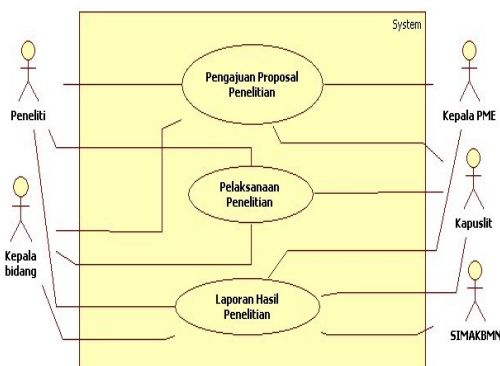 System
Pengajuan Proposal
Penelitian
Peneliti
Kepala PME
Pelaksanaan
Penelitian
Kepala
bidang
Kapuslit
Laporan Hasil
Penelitian
SIMAKBMN